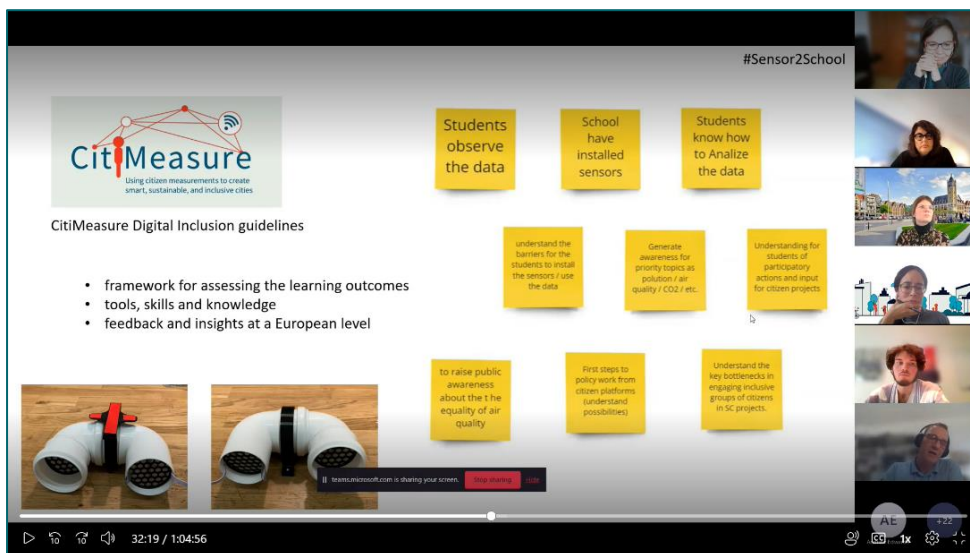 #Sensor2School
CitiMeasure
Using citizen measurements to create
smart, sustainable, and inclusive cities
CitiMeasure Digital Inclusion guidelines
• framework for assessing the learning outcomes
• tools, skills and knowledge
• feedback and insights at a European level
Students
observe
the data
School
have
installed
sensors
Students
know how
to Analize
the data
understand the
barriers for the
students to install
the sensors / use
the data
Generate
awareness for
priority topics as
polution / air
quality / CO2 / etc.
Understanding for
students of
participatory
actions and input
for citizen projects
to raise public
awareness
about the t he
equality of air
quality
First steps to
policy work from
citizen platforms
(understand
possibilities)
Understand the
key bottlenecks in
engaging inclusive
groups of citizens
in SC projects.
teams.microsoft.com is sharing your screen.
Stop sharing
Hide
AE
+22
10
10
32:19 / 1:04:56
CC
1x